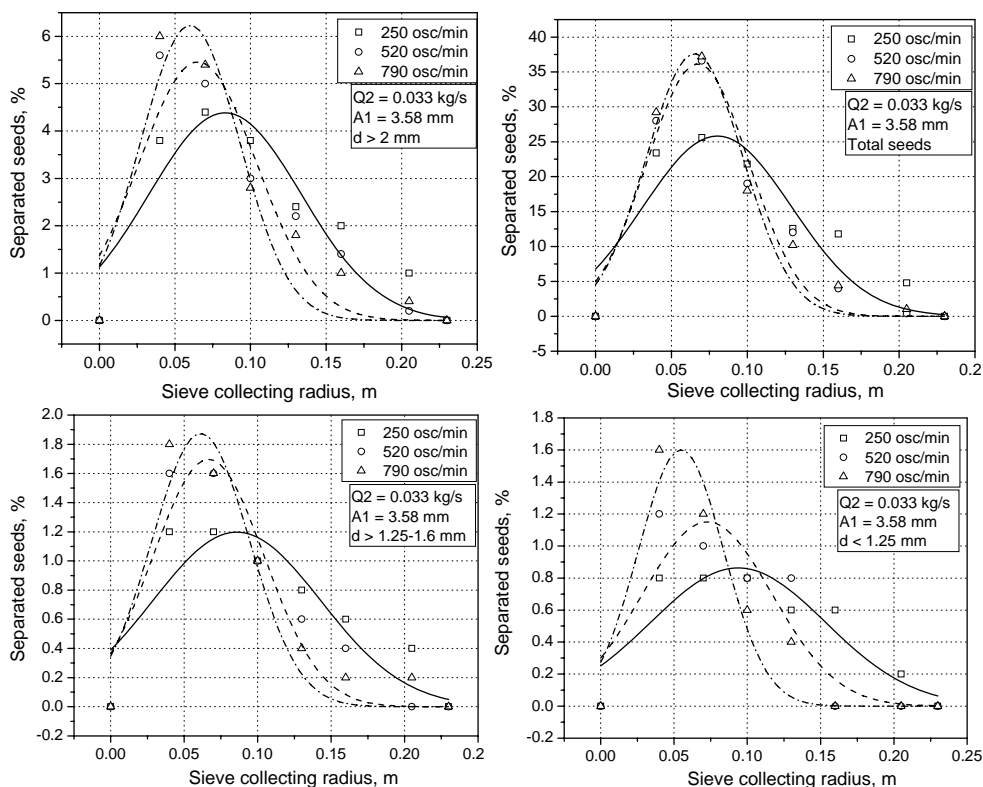 250 osc/min
520 osc/min
790 osc/min
Q2 = 0.033 kg/s
A1 = 3.58 mm
d > 2 mm
6
5
4
3
2
1
0
Separated seeds, %
0.00 0.05 0.10 0.15 0.20 0.25
Sieve collecting radius, m
250 osc/min
520 osc/min
790 osc/min
Q2 = 0.033 kg/s
A1 = 3.58 mm
Total seeds
40
35
30
25
20
15
10
5
0
-5
Separated seeds, %
0.00 0.05 0.10 0.15 0.20 0.2
Sieve collecting radius, m
250 osc/min
520 osc/min
790 osc/min
Q2 = 0.033 kg/s
A1 = 3.58 mm
d > 1.25-1.6 mm
2.0
1.8
1.6
1.4
1.2
1.0
0.8
0.6
0.4
0.2
0.0
-0.2
Separated seeds, %
0.00 0.05 0.10 0.15 0.20 0.2
Sieve collecting radius, m
250 osc/min
520 osc/min
790 osc/min
Q2 = 0.033 kg/s
A1 = 3.58 mm
d < 1.25 mm
1.8
1.6
1.4
1.2
1.0
0.8
0.6
0.4
0.2
0.0
-0.2
Separated seeds, %
0.00 0.05 0.10 0.15 0.20 0.25
Sieve collecting radius, m